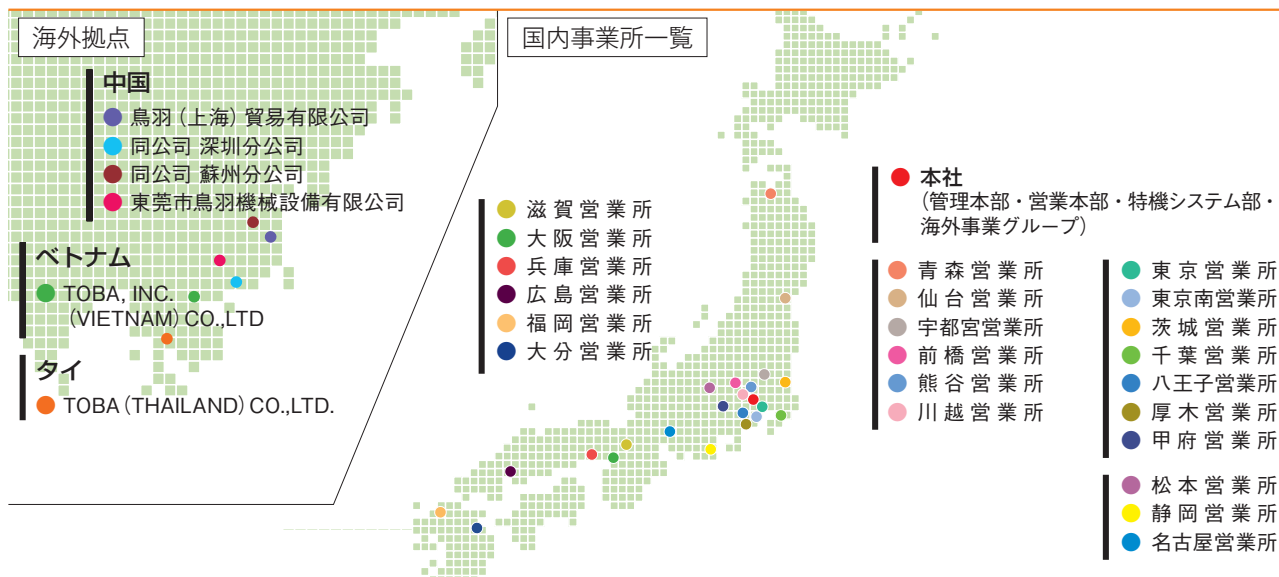 海外拠点
中国
鳥羽（上海）貿易有限公司
同公司 深圳分公司
同公司 蘇州分公司
東莞市鳥羽機械設備有限公司
ベトナム
TOBA, INC.
（VIETNAM）CO.,LTD
タイ
TOBA（THAILAND）CO.,LTD.
国内事業所一覧
滋賀営業所
大阪営業所
兵庫営業所
広島営業所
福岡営業所
大分営業所
本社
（管理本部・営業本部・特機システム部・
海外事業グループ）
青森営業所
仙台営業所
宇都宮営業所
前橋営業所
熊谷営業所
川越営業所
東京営業所
東京南営業所
茨城営業所
千葉営業所
八王子営業所
厚木営業所
甲府営業所
松本営業所
静岡営業所
名古屋営業所